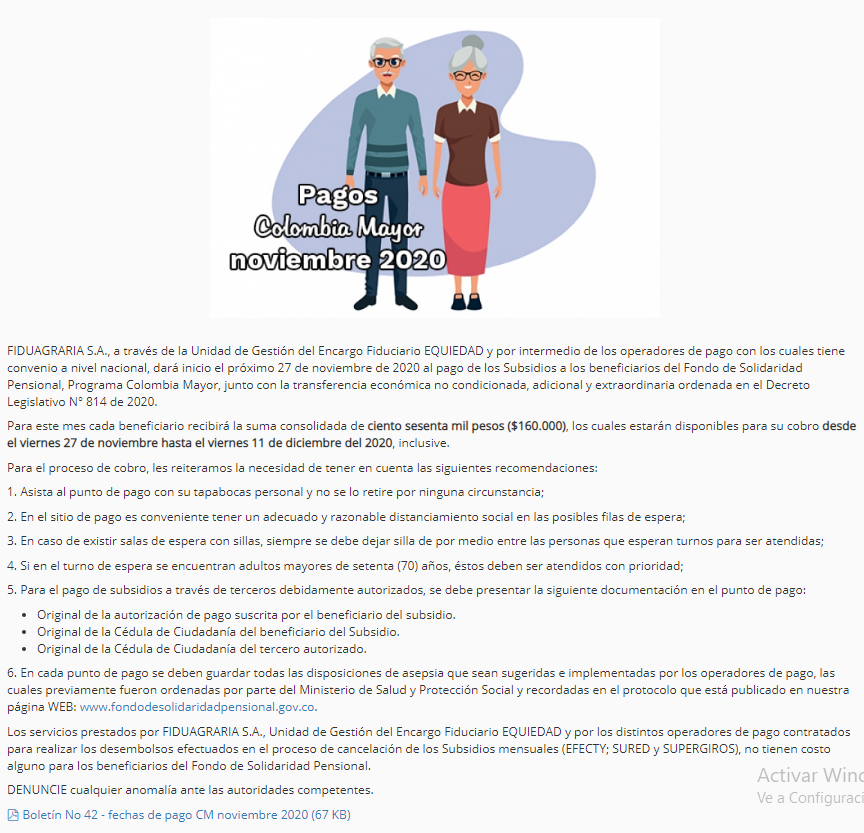 Pagos
Colombia Mayor
noviembre 2020
FIDUAGRARIA S.A., a través de la Unidad de Gestión del Encargo Fiduciario EQUIEDAD y por intermedio de los operadores de pago con los cuales tiene
convenio a nivel nacional, dará inicio el próximo 27 de noviembre de 2020 al pago de los Subsidios a los beneficiarios del Fondo de Solidaridad
Pensional, Programa Colombia Mayor, junto con la transferencia económica no condicionada, adicional y extraordinaria ordenada en el Decreto
Legislativo N° 814 de 2020.
Para este mes cada beneficiario recibirá la suma consolidada de ciento sesenta mil pesos ($160.000), los cuales estarán disponibles para su cobro desde
el viernes 27 de noviembre hasta el viernes 11 de diciembre del 2020, inclusive.
Para el proceso de cobro, les reiteramos la necesidad de tener en cuenta las siguientes recomendaciones:
1. Asista al punto de pago con su tapabocas personal y no se lo retire por ninguna circunstancia;
2. En el sitio de pago es conveniente tener un adecuado y razonable distanciamiento social en las posibles filas de espera;
3. En caso de existir salas de espera con sillas, siempre se debe dejar silla de por medio entre las personas que esperan turnos para ser atendidas;
4. Si en el turno de espera se encuentran adultos mayores de setenta (70) años, éstos deben ser atendidos con prioridad;
5. Para el pago de subsidios a través de terceros debidamente autorizados, se debe presentar la siguiente documentación en el punto de pago:
• Original de la autorización de pago suscrita por el beneficiario del subsidio.
• Original de la Cédula de Ciudadanía del beneficiario del Subsidio.
• Original de la Cédula de Ciudadanía del tercero autorizado.
6. En cada punto de pago se deben guardar todas las disposiciones de asepsia que sean sugeridas e implementadas por los operadores de pago, las
cuales previamente fueron ordenadas por parte del Ministerio de Salud y Protección Social y recordadas en el protocolo que está publicado en nuestra
página WEB: www.fondodesolidaridadpensional.gov.co.
Los servicios prestados por FIDUAGRARIA S.A., Unidad de Gestión del Encargo Fiduciario EQUIEDAD y por los distintos operadores de pago contratados
para realizar los desembolsos efectuados en el proceso de cancelación de los Subsidios mensuales (EFECTY; SURED y SUPERGIROS), no tienen costo
alguno para los beneficiarios del Fondo de Solidaridad Pensional.
DENUNCIE cualquier anomalía ante las autoridades competentes.
Activar Winc
Ve a Configuraci
Boletín No 42 - fechas de pago CM noviembre 2020 (67 KB)